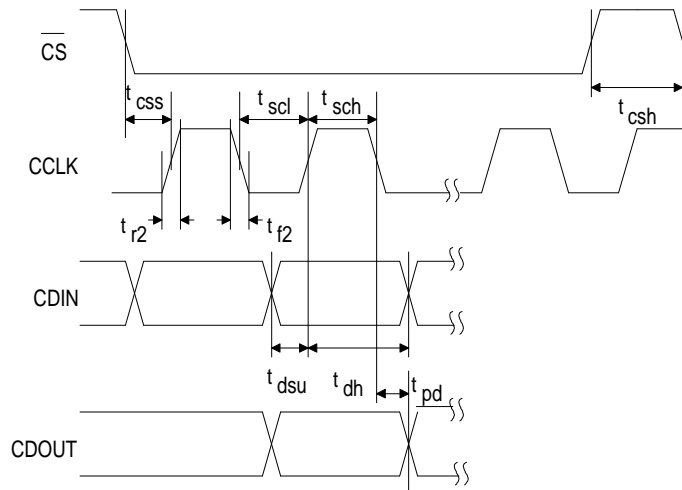 CS
t css
t scl
t sch
t csh
CCLK
t r2
t f2
CDIN
t dsu
t dh
t pd
CDOUT